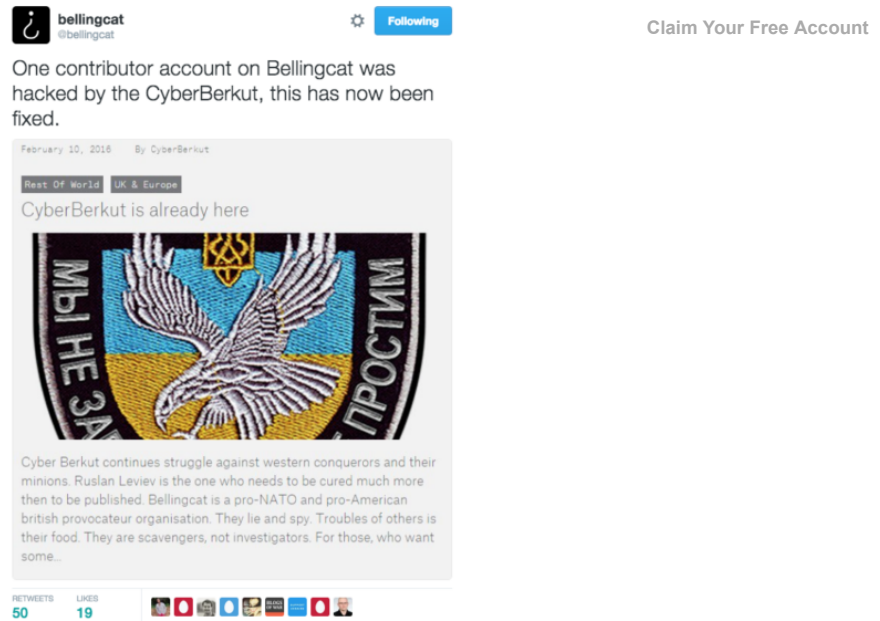 bellingcat
@bellingcat
Following
Claim Your Free Account
One contributor account on Bellingcat was
hacked by the CyberBerkut, this has now been
fixed.
February 10, 2016 By CyberBerkut
Rest Of World UK & Europe
CyberBerkut is already here
МЫ НЕ ЗА
ПРОСТИМ
Cyber Berkut continues struggle against western conquerors and their
minions. Ruslan Leviev is the one who needs to be cured much more
then to be published. Bellingcat is a pro-NATO and pro-American
british provocateur organisation. They lie and spy. Troubles of others is
their food. They are scavengers, not investigators. For those, who want
some...
RETWEETS LIKES
50 19